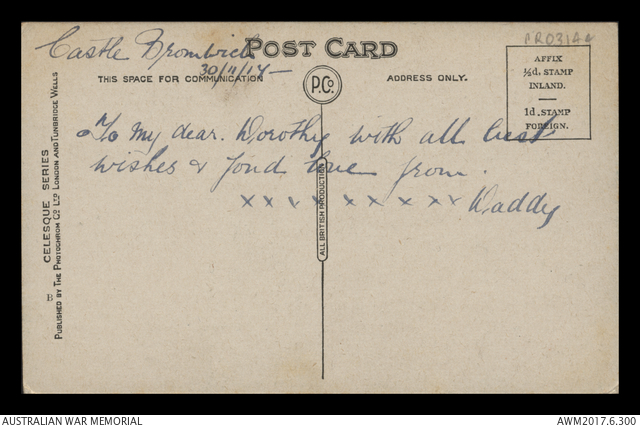 Castle Bromwich
POST CARD
PR03144
30/11/17 -
THIS SPACE FOR COMMUNICATION
P.Co.
ADDRESS ONLY.
AFFIX
½d. STAMP
INLAND.
1d. STAMP
FOREIGN.
To My dear. Dorothy with all best
wishes & fond love from.
x x x x x x x x x Daddy
ALL BRITISH PRODUCTION
CELESQUE SERIES
PUBLISHED BY THE PHOTOCHROM CO LTD LONDON AND TUNBRIDGE WELLS
B
AUSTRALIAN WAR MEMORIAL
AWM2017.6.300